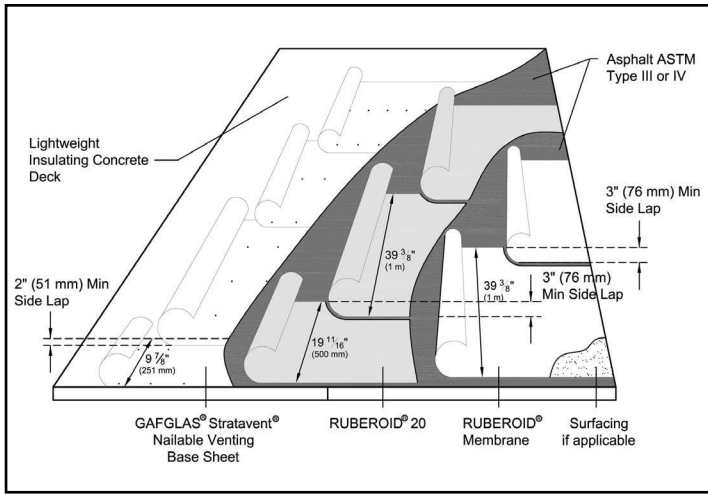 Asphalt ASTM
Type III or IV
Lightweight
Insulating Concrete
Deck
3" (76 mm) Min
Side Lap
39 3/8"
(1 m)
2" (51 mm) Min
Side Lap
39 3/8"
(1 m)
3" (76 mm)
Min Side Lap
19 11/16"
(500 mm)
9 7/8"
(251 mm)
GAFGLAS® Stratavent®
Nailable Venting
Base Sheet
RUBEROID® 20
RUBEROID®
Membrane
Surfacing
if applicable